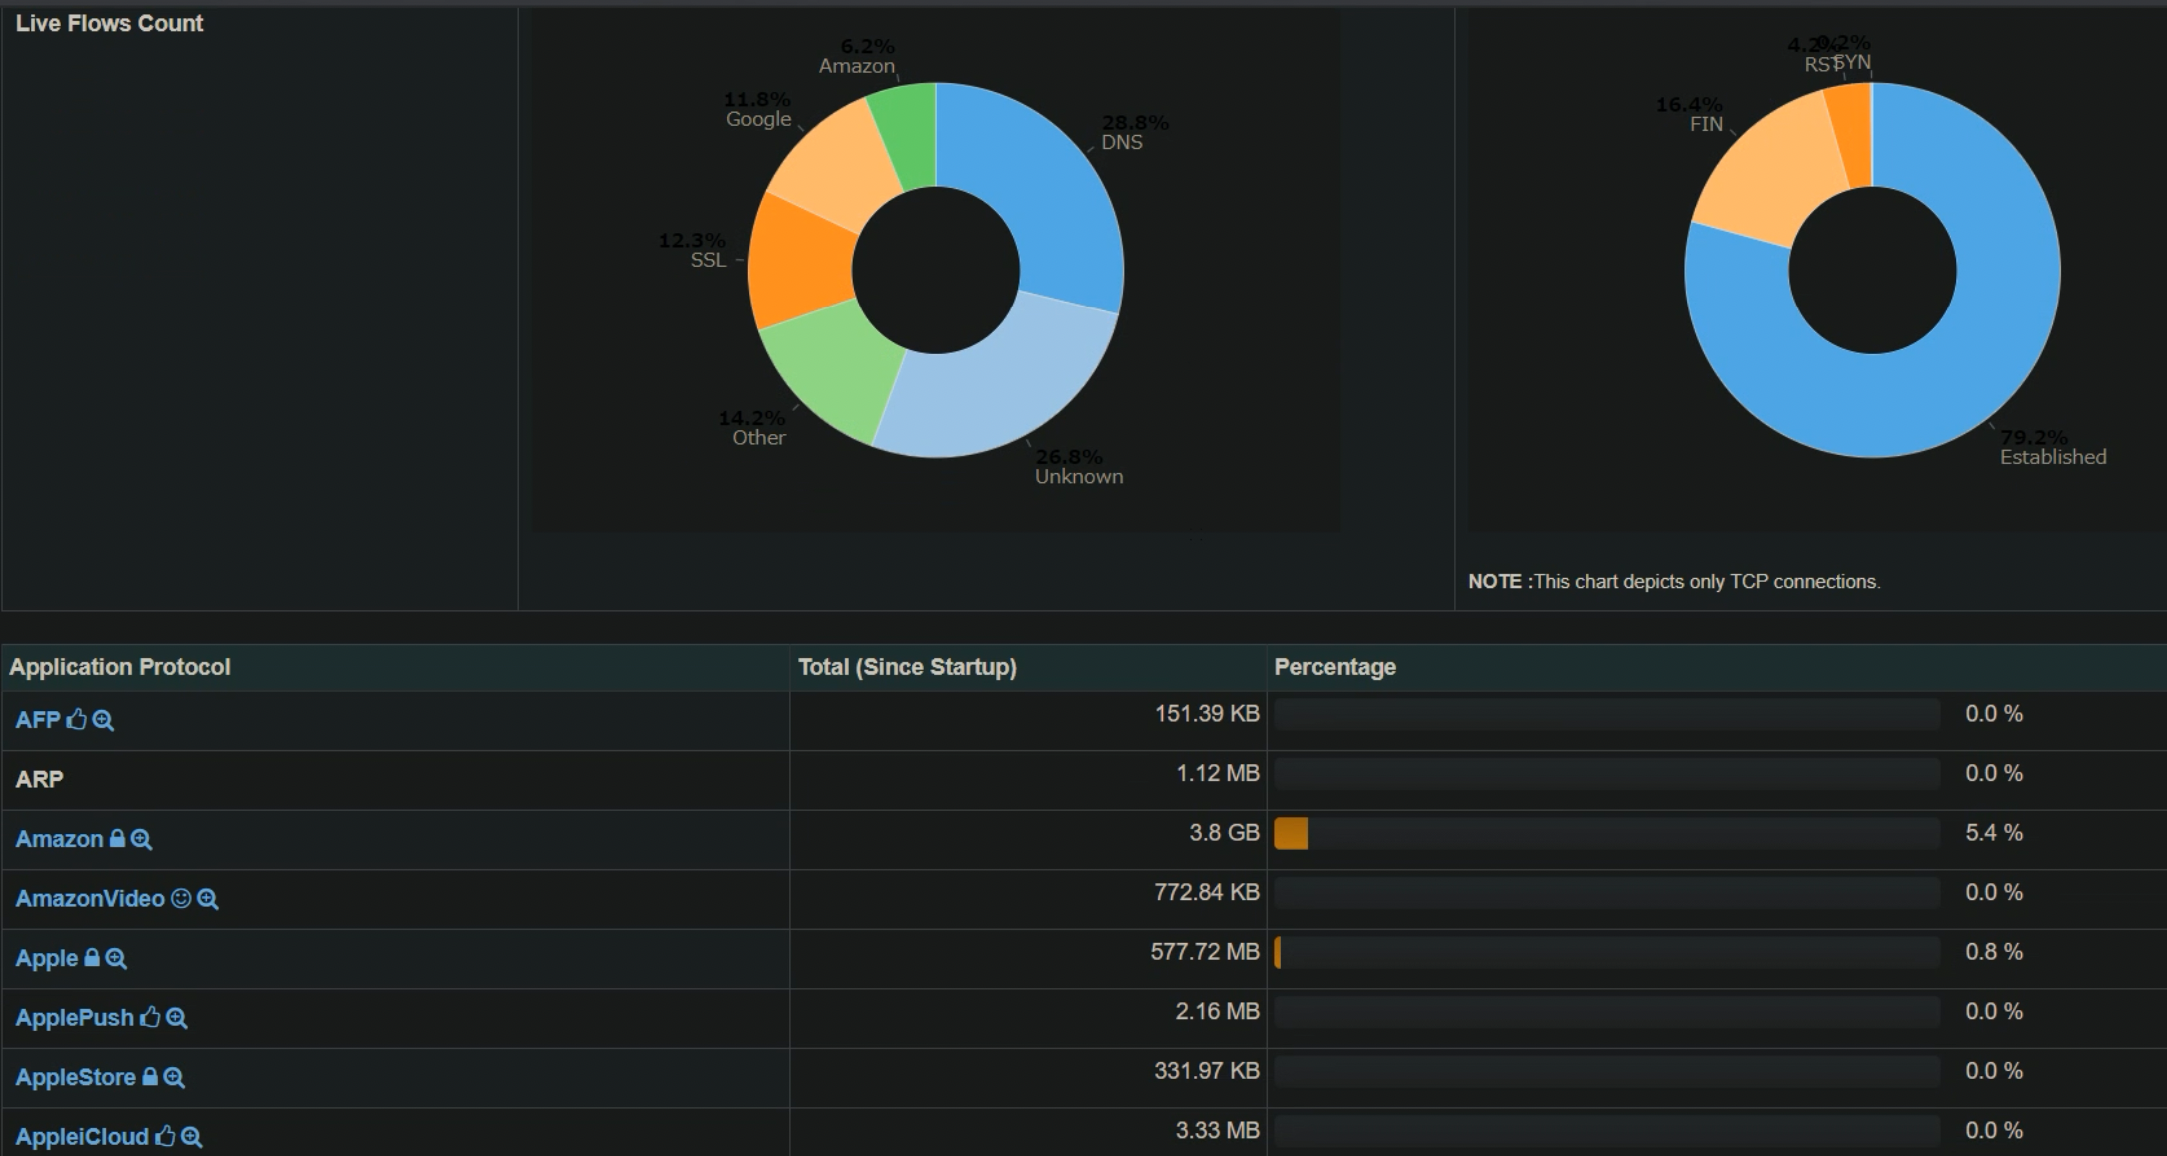 Live Flows Count
6.2%
Amazon
11.8%
Google
28.8%
DNS
12.3%
SSL
14.2%
Other
26.8%
Unknown
4.2%
RST
0.2%
SYN
16.4%
FIN
79.2%
Established
NOTE :This chart depicts only TCP connections.
Application Protocol Total (Since Startup) Percentage
AFP 151.39 KB 0.0 %
ARP 1.12 MB 0.0 %
Amazon 3.8 GB 5.4 %
AmazonVideo 772.84 KB 0.0 %
Apple 577.72 MB 0.8 %
ApplePush 2.16 MB 0.0 %
AppleStore 331.97 KB 0.0 %
AppleiCloud 3.33 MB 0.0 %